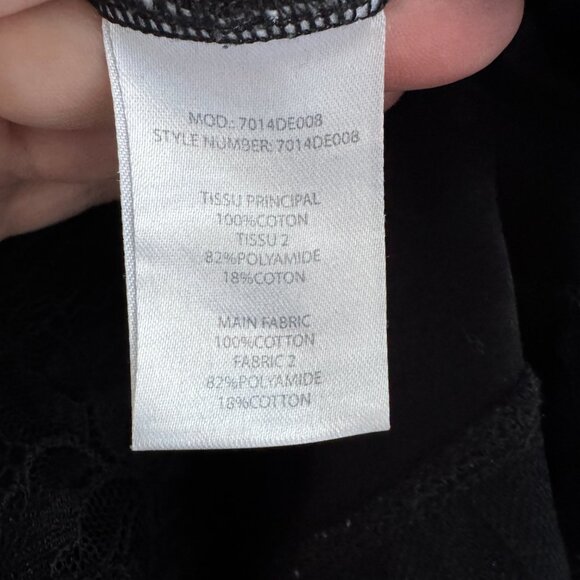 MOD.: 7014DE008
STYLE NUMBER: 7014DE008
TISSU PRINCIPAL
100%COTON
TISSU 2
82%POLYAMIDE
18%COTON
MAIN FABRIC
100%COTTON
FABRIC 2
82%POLYAMIDE
18%COTTON